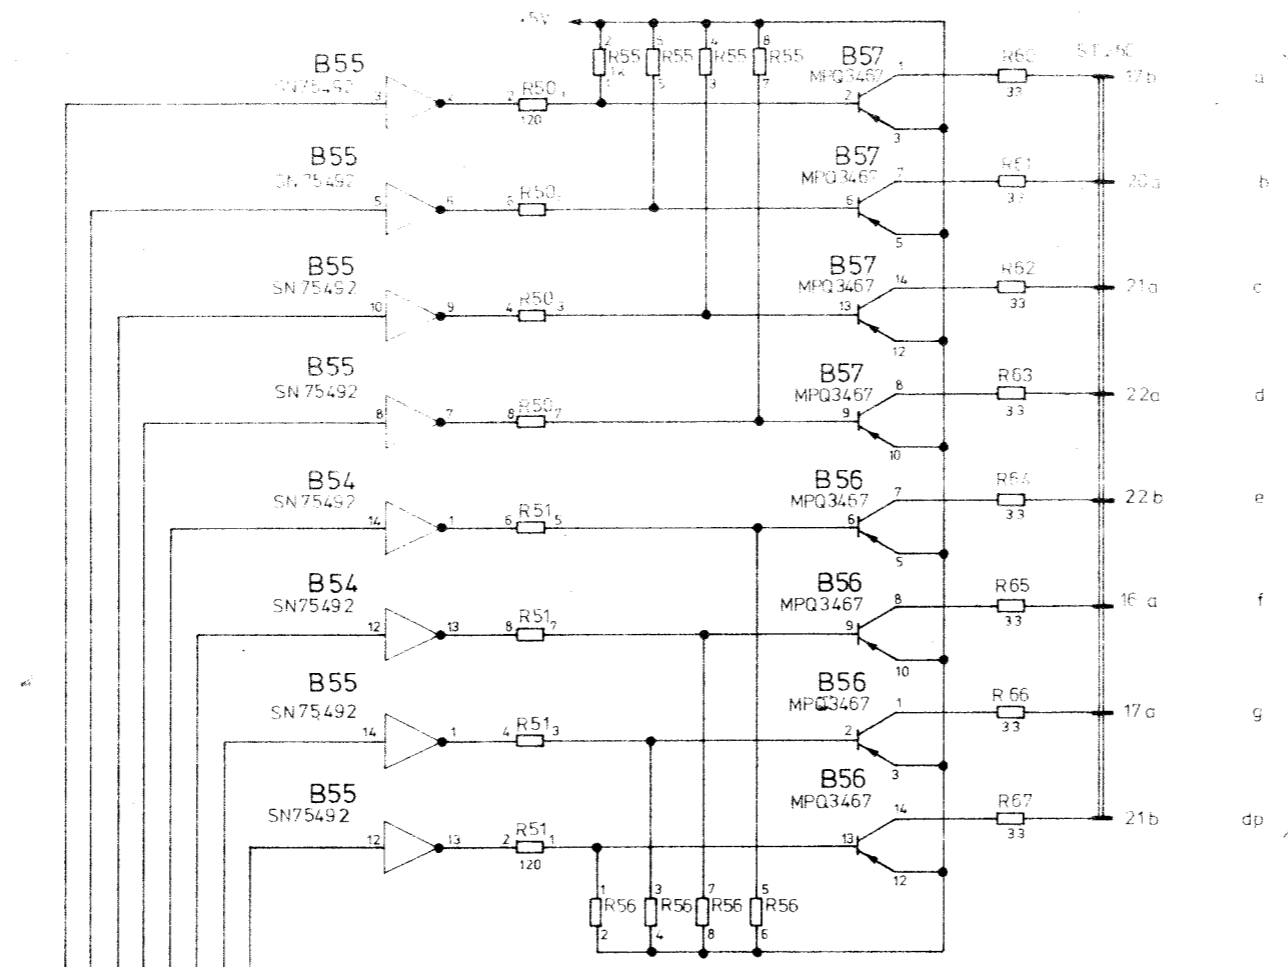 R55 R55 R55 R55
2 4 8
5 3 7
B55
SN75492
3 2
2 R50 1
120
B57
MPQ3467
2 1 3
33
17b a
B55
SN75492
5 6
6 R50
B57
MPQ3467
6 7 5
R61
33
20a b
B55
SN75492
10 9
4 R50 3
B57
MPQ3467
13 14 12
R62
33
21a c
B55
SN75492
8 7
8 R50 7
B57
MPQ3467
9 8 10
R63
33
22a d
B54
SN75492
14 1
6 R51 5
B56
MPQ3467
6 7 5
R64
33
22b e
B54
SN75492
12 13
8 R51 7
B56
MPQ3467
9 8 10
R65
33
16a f
B55
SN75492
14 1
4 R51 3
B56
MPQ3467
2 1 3
R66
33
17a g
B55
SN75492
12 13
2 R51 1
120
B56
MPQ3467
13 14 12
R67
33
21b dp
1 3 7 5
R56 R56 R56 R56
2 4 8 6